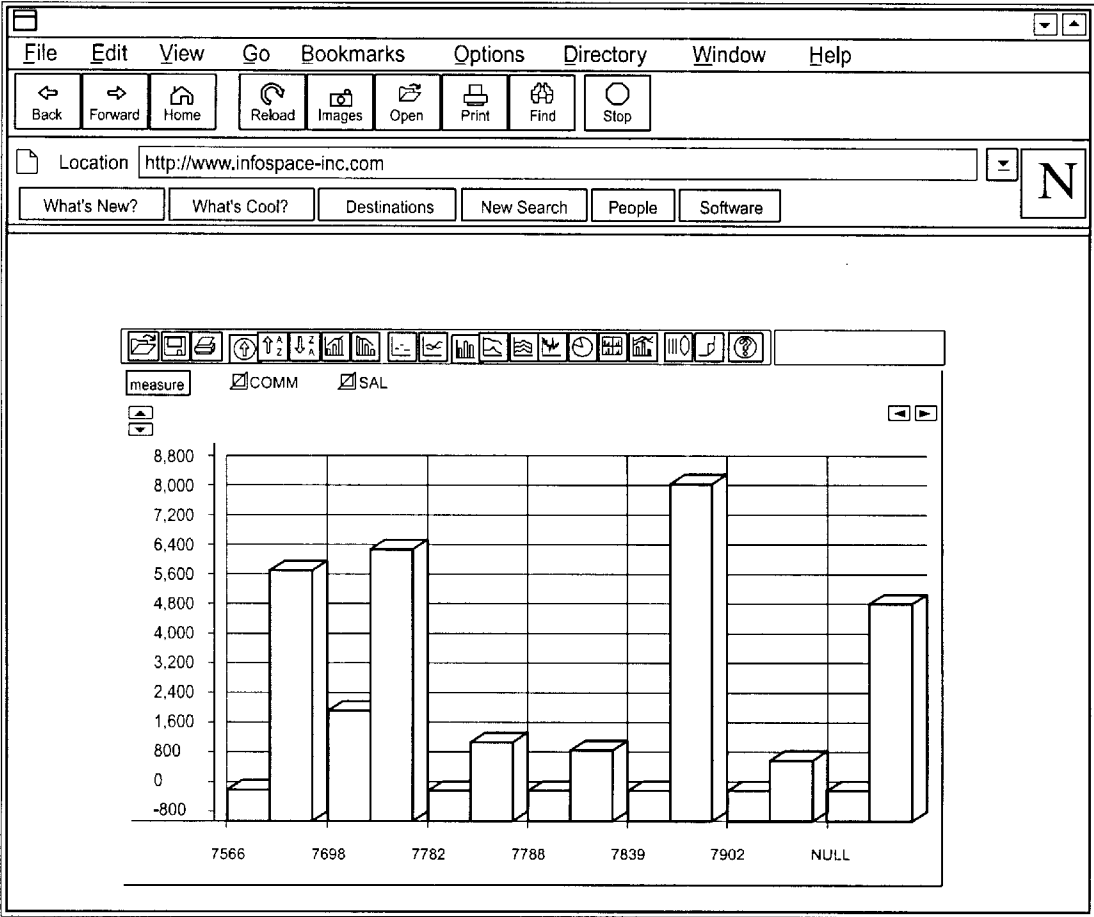 File Edit View Go Bookmarks Options Directory Window Help
Back Forward Home Reload Images Open Print Find Stop
Location http://www.infospace-inc.com
N
What's New? What's Cool? Destinations New Search People Software
A Z Z A ?
measure COMM SAL
8,800
8,000
7,200
6,400
5,600
4,800
4,000
3,200
2,400
1,600
800
0
-800
7566 7698 7782 7788 7839 7902 NULL